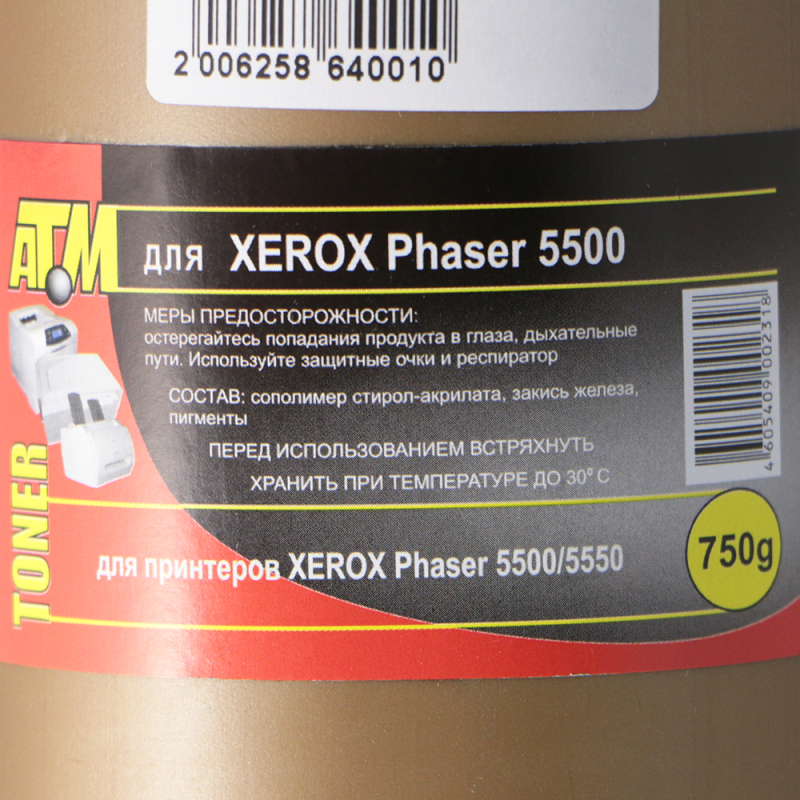 2 006258 640010
АТМ
для XEROX Phaser 5500
МЕРЫ ПРЕДОСТОРОЖНОСТИ:
остерегайтесь попадания продукта в глаза, дыхательные
пути. Используйте защитные очки и респиратор
СОСТАВ: сополимер стирол-акрилата, закись железа,
пигменты
ПЕРЕД ИСПОЛЬЗОВАНИЕМ ВСТРЯХНУТЬ
ХРАНИТЬ ПРИ ТЕМПЕРАТУРЕ ДО 30⁰ С
4 605409 002318
TONER
для принтеров XEROX Phaser 5500/5550
750g